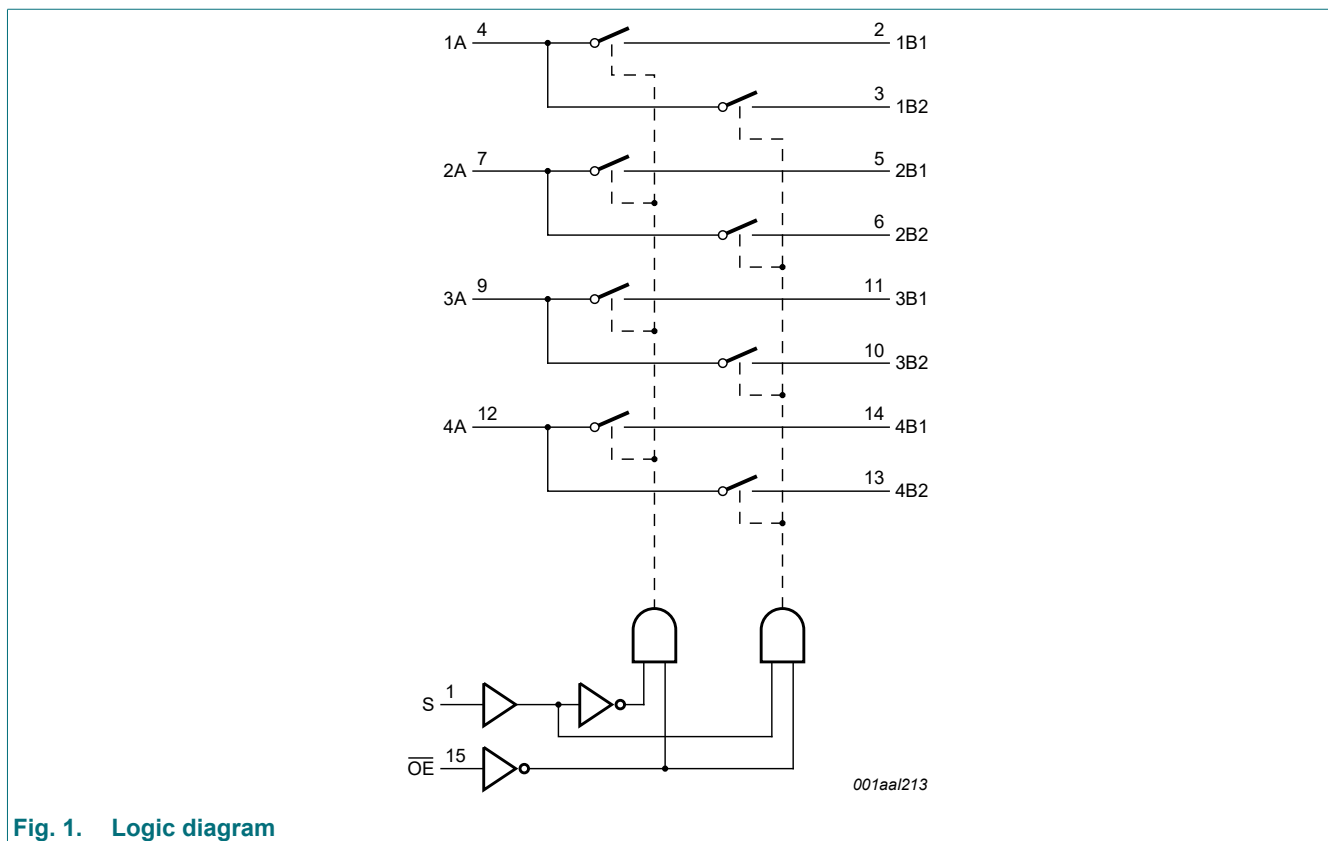 1A 4 2 1B1
3 1B2
2A 7 5 2B1
6 2B2
3A 9 11 3B1
10 3B2
4A 12 14 4B1
13 4B2
S 1
OE 15
001aal213
Fig. 1. Logic diagram